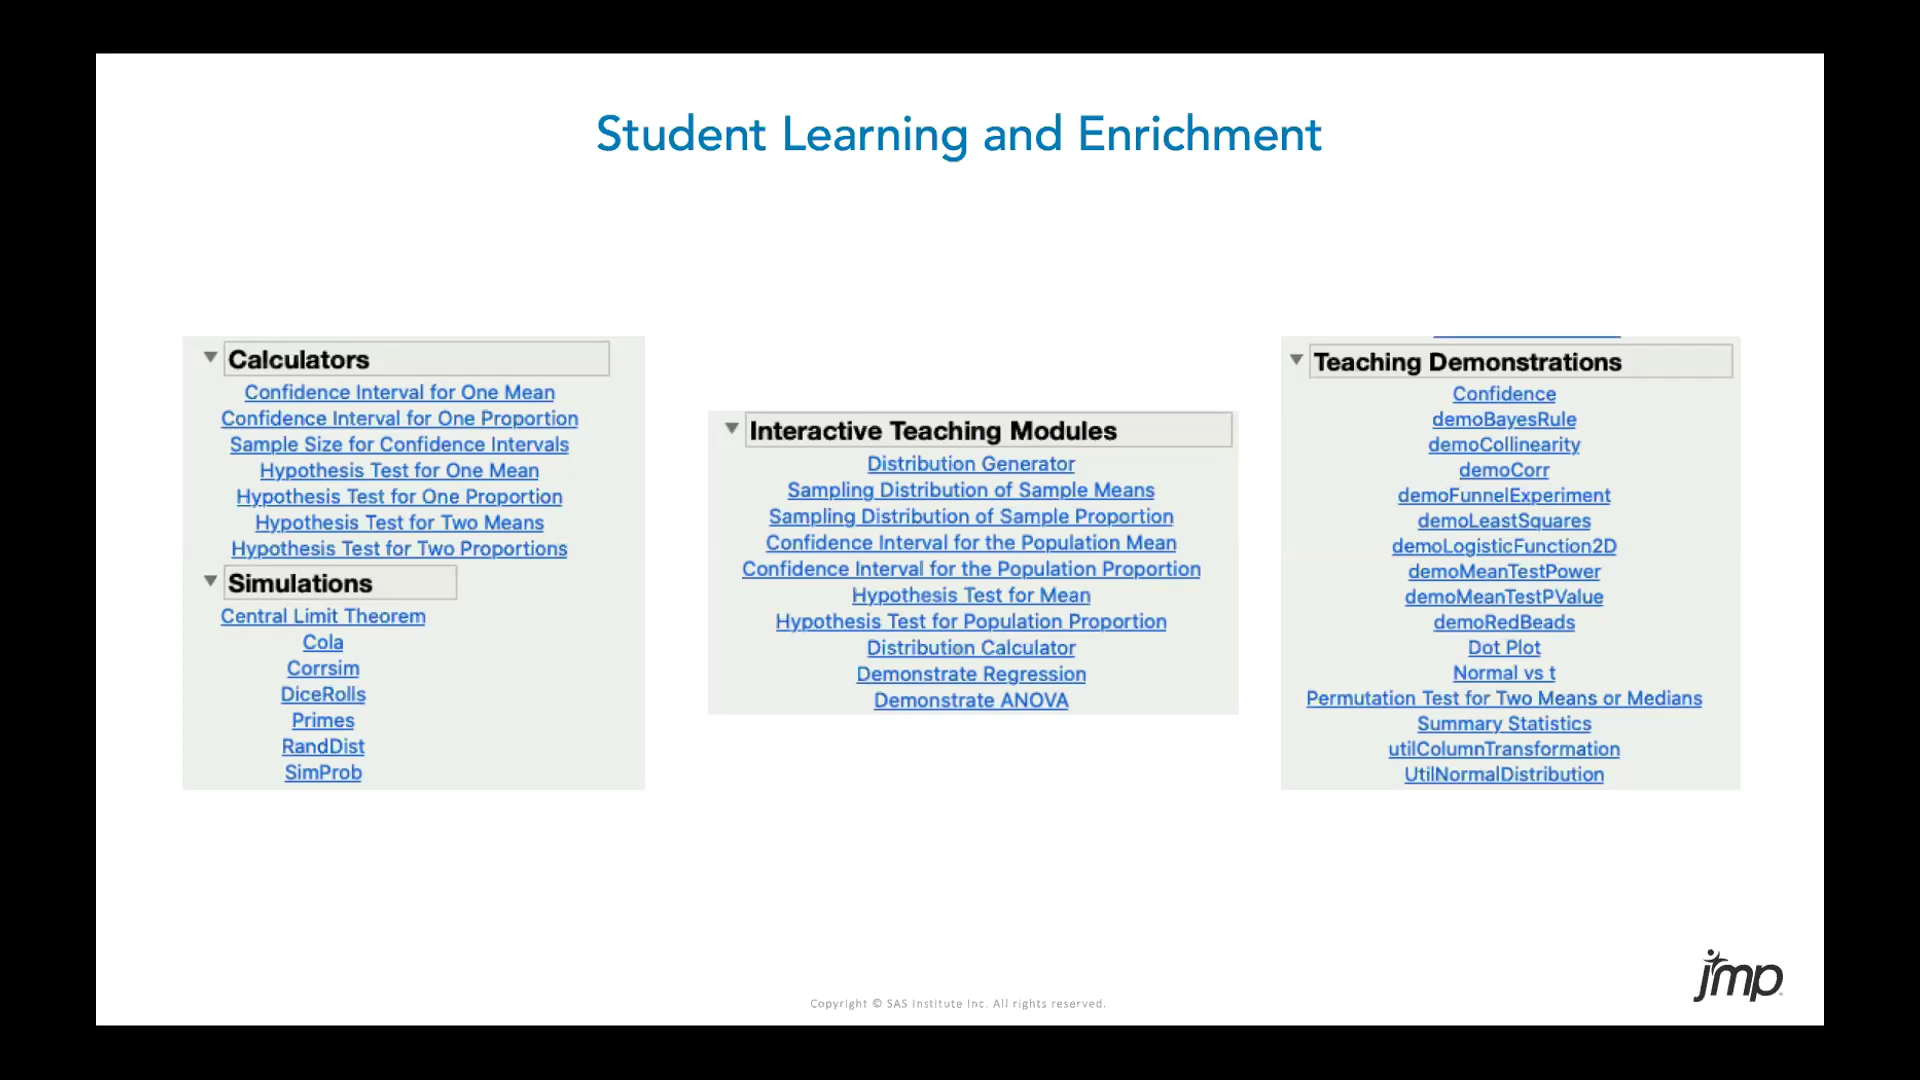 Student Learning and Enrichment
Calculators
Confidence Interval for One Mean
Confidence Interval for One Proportion
Sample Size for Confidence Intervals
Hypothesis Test for One Mean
Hypothesis Test for One Proportion
Hypothesis Test for Two Means
Hypothesis Test for Two Proportions
Simulations
Central Limit Theorem
Cola
Corrsim
DiceRolls
Primes
RandDist
SimProb
Interactive Teaching Modules
Distribution Generator
Sampling Distribution of Sample Means
Sampling Distribution of Sample Proportion
Confidence Interval for the Population Mean
Confidence Interval for the Population Proportion
Hypothesis Test for Mean
Hypothesis Test for Population Proportion
Distribution Calculator
Demonstrate Regression
Demonstrate ANOVA
Teaching Demonstrations
Confidence
demoBayesRule
demoCollinearity
demoCorr
demoFunnelExperiment
demoLeastSquares
demoLogisticFunction2D
demoMeanTestPower
demoMeanTestPValue
demoRedBeads
Dot Plot
Normal vs t
Permutation Test for Two Means or Medians
Summary Statistics
utilColumnTransformation
UtilNormalDistribution
jmp
Copyright © SAS Institute Inc. All rights reserved.